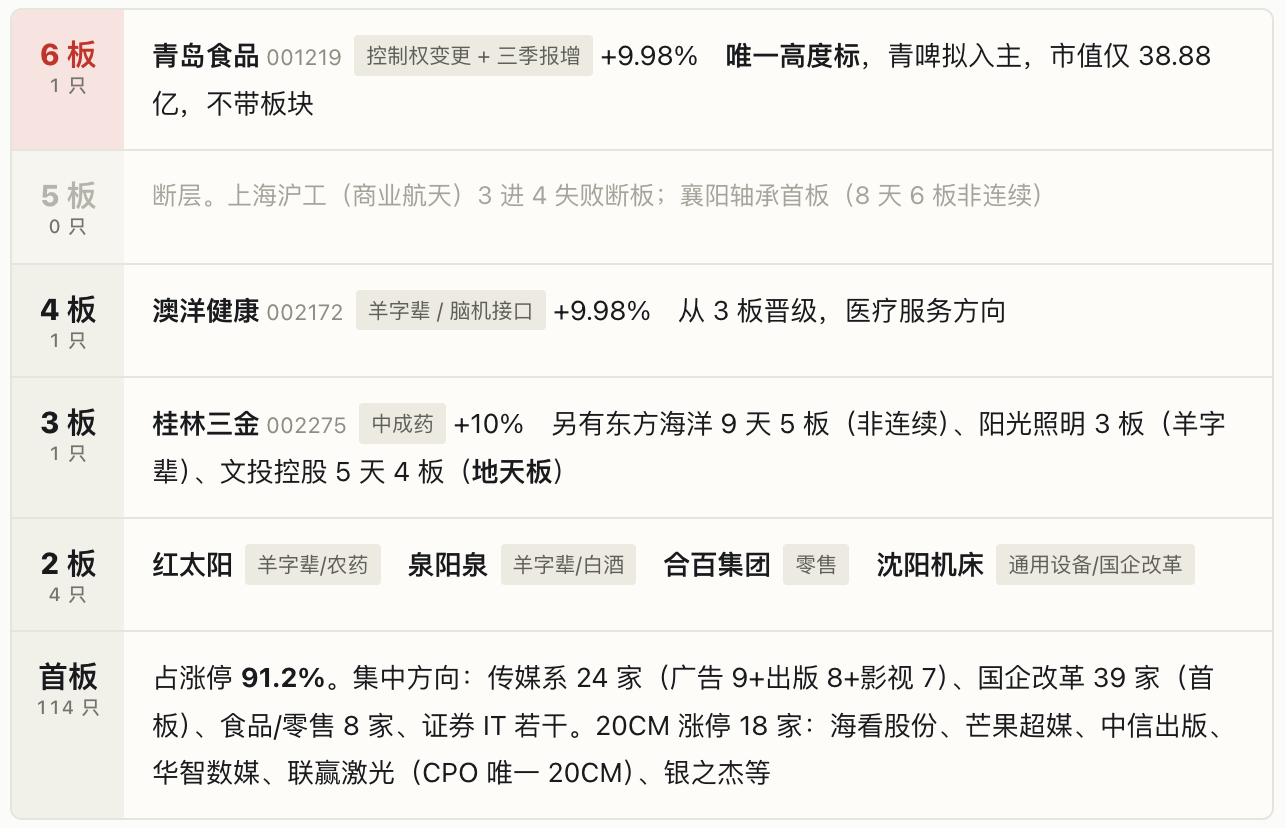 6 板
1 只
青岛食品 001219 控制权变更 + 三季报增 +9.98% 唯一高度标，青啤拟入主，市值仅 38.88
亿，不带板块
5 板
0 只
断层。上海沪工（商业航天）3 进 4 失败断板；襄阳轴承首板（8 天 6 板非连续）
4 板
1 只
澳洋健康 002172 羊字辈 / 脑机接口 +9.98% 从 3 板晋级，医疗服务方向
3 板
1 只
桂林三金 002275 中成药 +10% 另有东方海洋 9 天 5 板（非连续）、阳光照明 3 板（羊字
辈）、文投控股 5 天 4 板（地天板）
2 板
4 只
红太阳 羊字辈/农药 泉阳泉 羊字辈/白酒 合百集团 零售 沈阳机床 通用设备/国企改革
首板
114 只
占涨停 91.2%。集中方向：传媒系 24 家（广告 9+出版 8+影视 7）、国企改革 39 家（首
板）、食品/零售 8 家、证券 IT 若干。20CM 涨停 18 家：海看股份、芒果超媒、中信出版、
华智数媒、联赢激光（CPO 唯一 20CM）、银之杰等